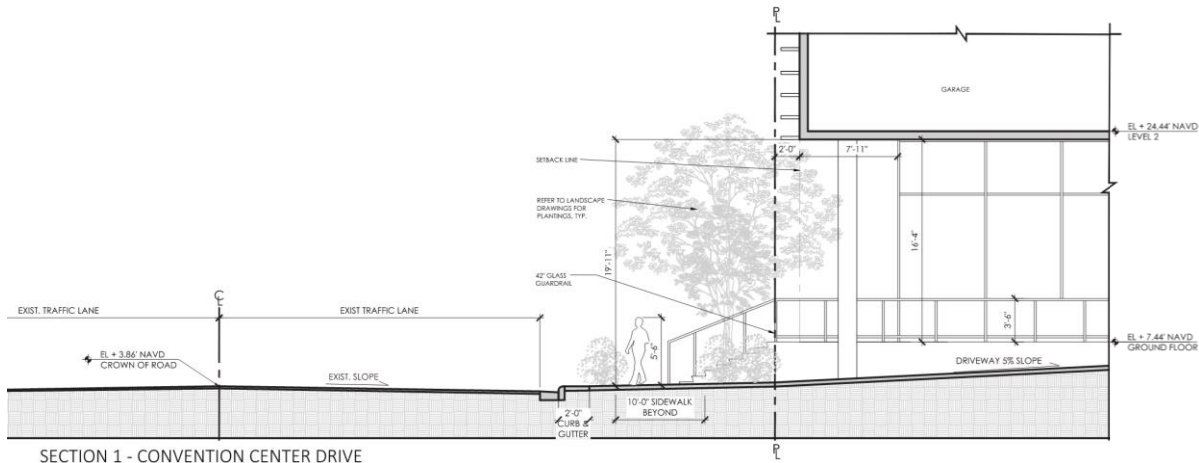 PL
GARAGE
EL + 24.44' NAVD
LEVEL 2
2'-0"
7'-11"
SETBACK LINE
REFER TO LANDSCAPE
DRAWINGS FOR
PLANTINGS, TYP.
16'-4"
19'-11"
42" GLASS
GUARDRAIL
CL
EXIST. TRAFFIC LANE
EXIST TRAFFIC LANE
3'-6"
5'-6"
EL + 7.44' NAVD
GROUND FLOOR
EL + 3.86' NAVD
CROWN OF ROAD
EXIST. SLOPE
DRIVEWAY 5% SLOPE
2'-0"
CURB &
GUTTER
10'-0" SIDEWALK
BEYOND
PL
SECTION 1 - CONVENTION CENTER DRIVE